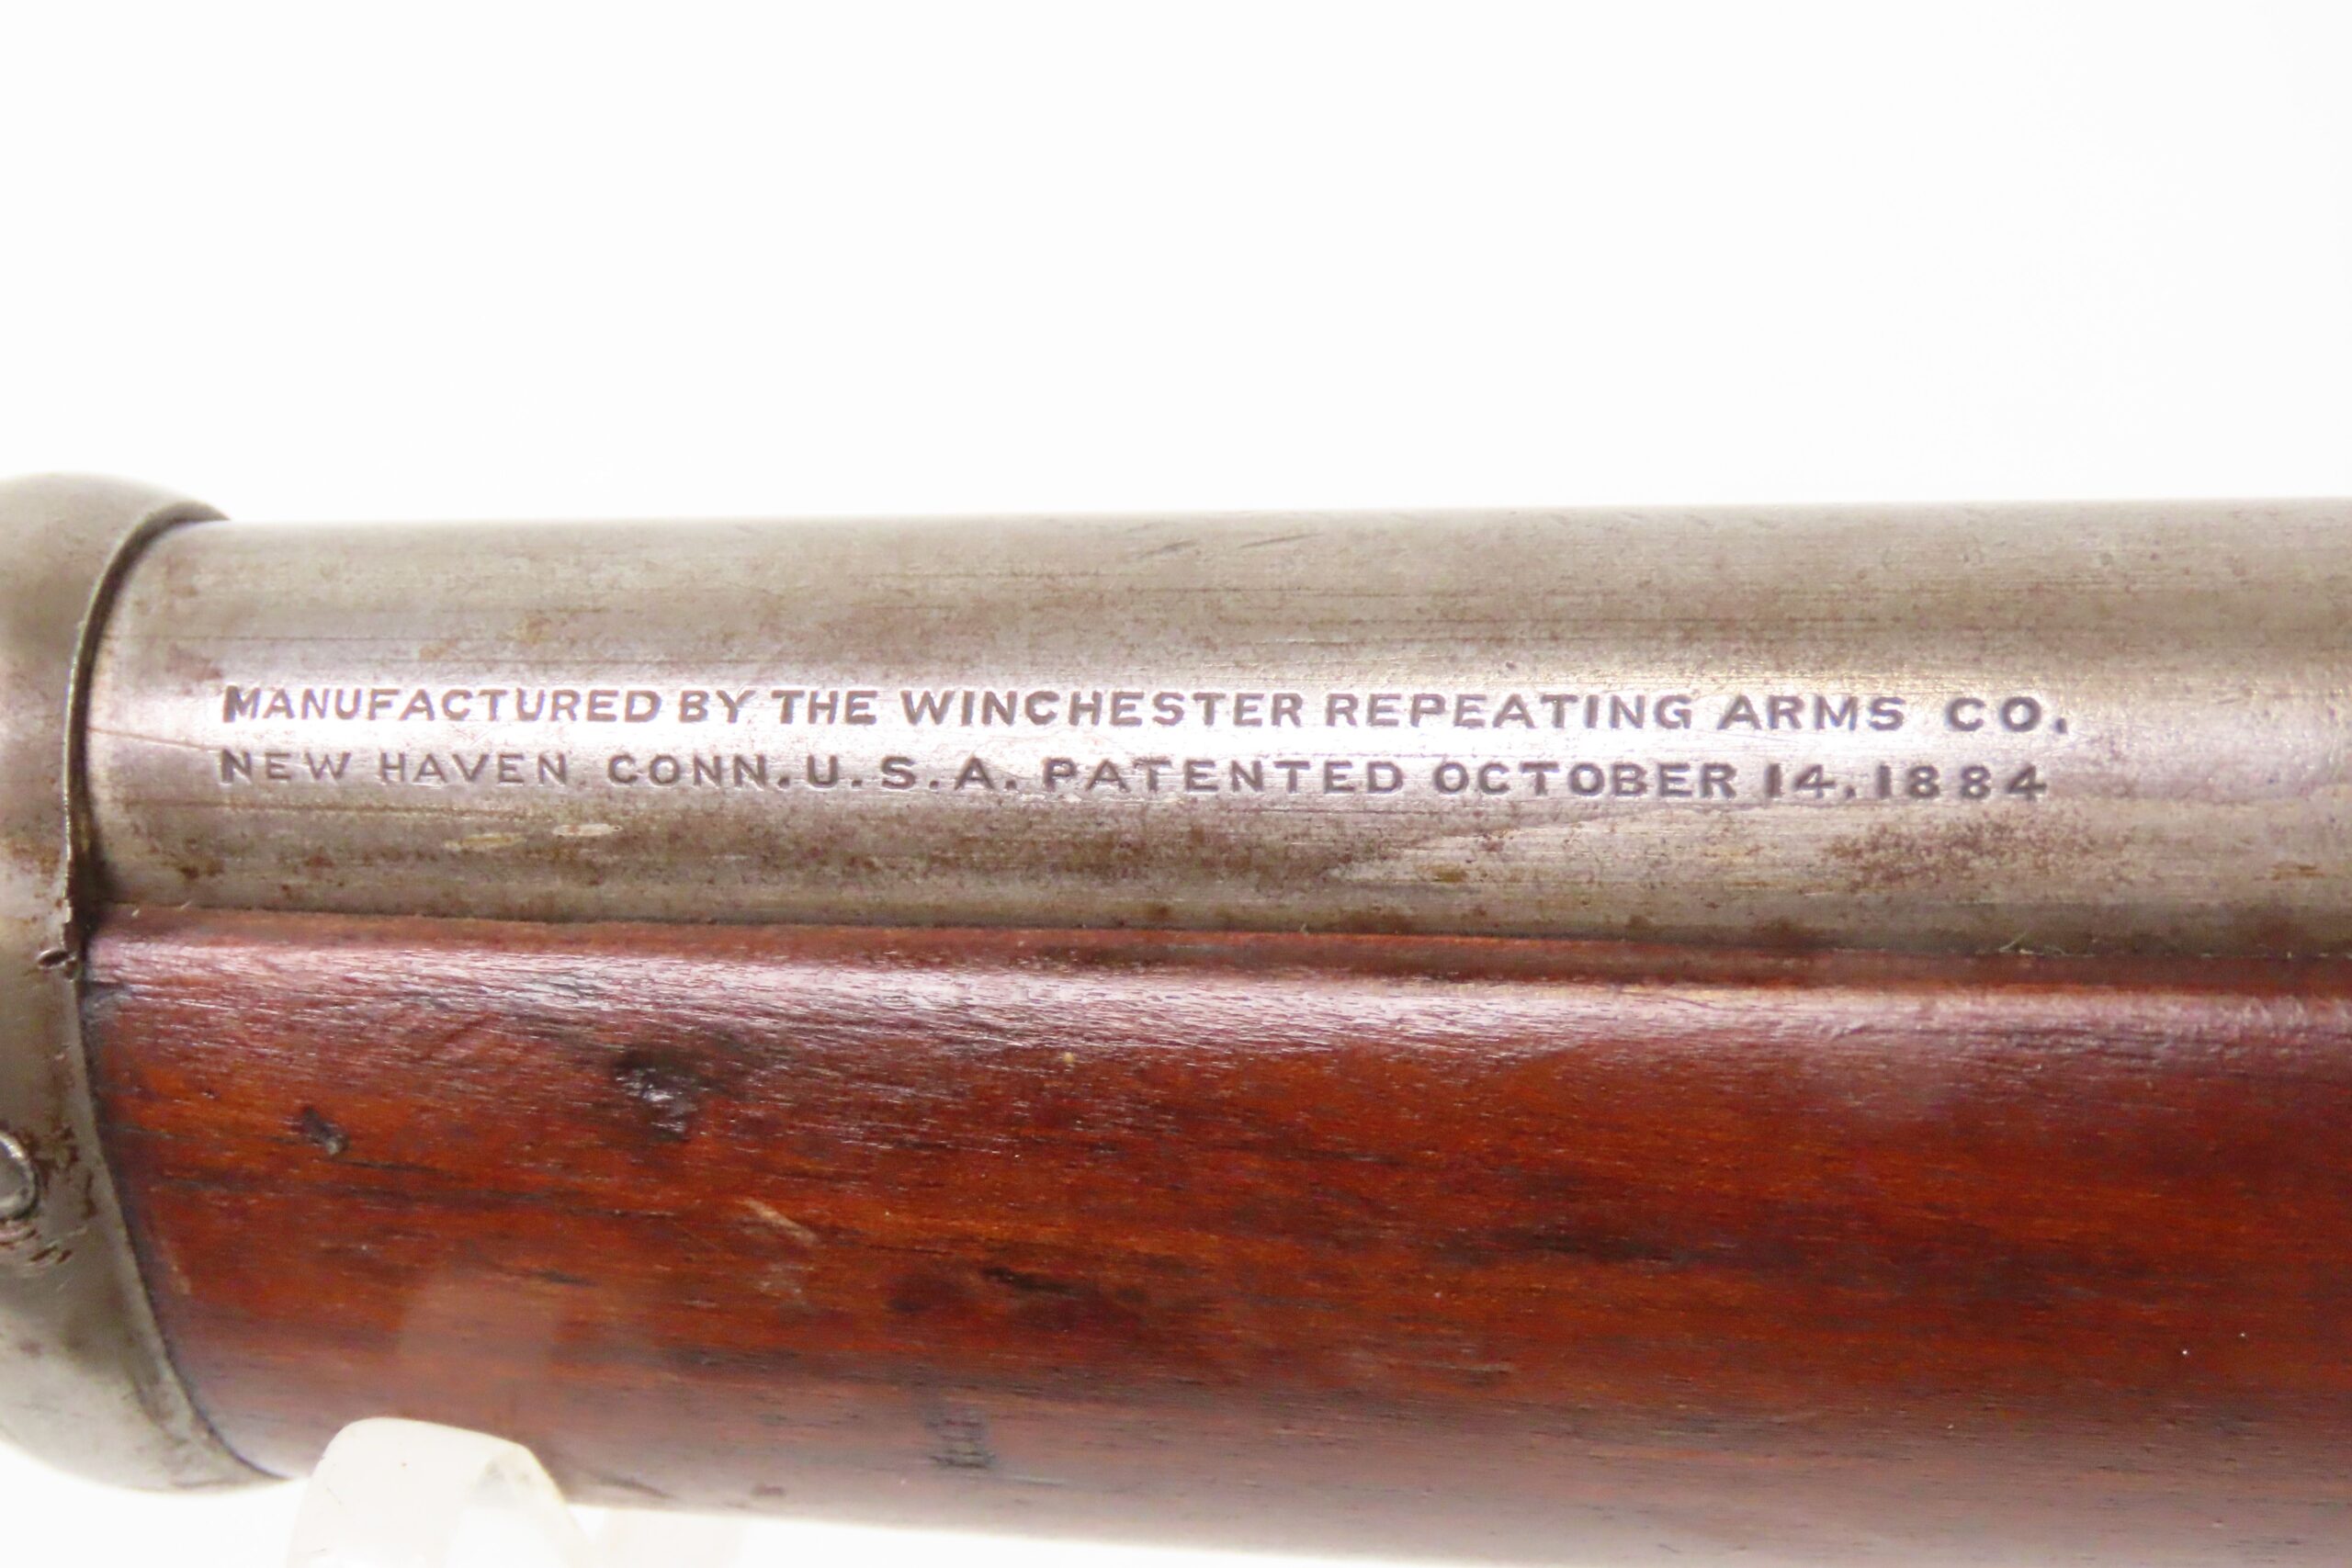 MANUFACTURED BY THE WINCHESTER REPEATING ARMS CO.
NEW HAVEN. CONN. U.S.A. PATENTED OCTOBER 14.1884